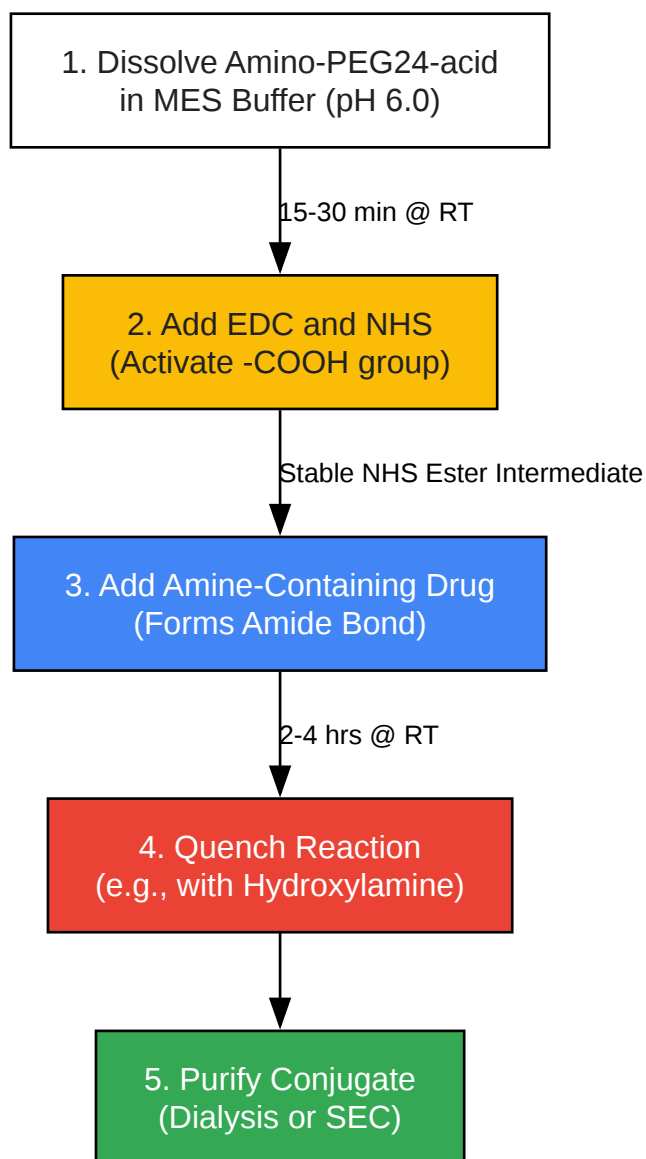 1. Dissolve Amino-PEG24-acid
in MES Buffer (pH 6.0)
15-30 min @ RT
2. Add EDC and NHS
(Activate -COOH group)
Stable NHS Ester Intermediate
3. Add Amine-Containing Drug
(Forms Amide Bond)
2-4 hrs @ RT
4. Quench Reaction
(e.g., with Hydroxylamine)
5. Purify Conjugate
(Dialysis or SEC)